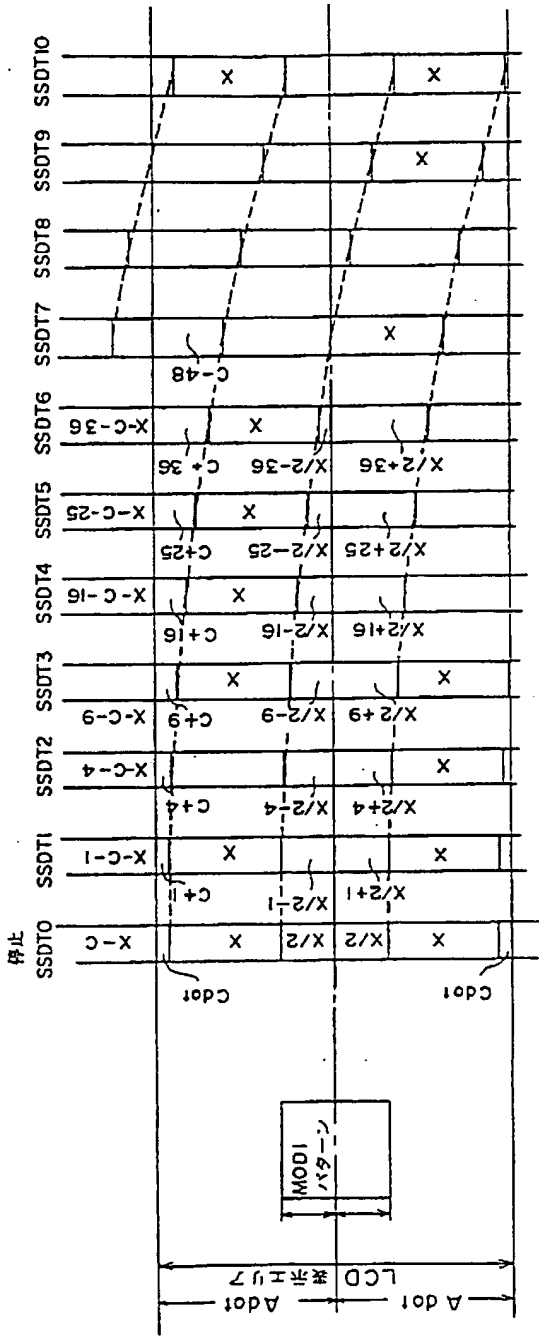 停止
SSDT0
SSDT1
SSDT2
SSDT3
SSDT4
SSDT5
SSDT6
SSDT7
SSDT8
SSDT9
SSDT10
X-C
X-C-1
X-C-4
X-C-9
X-C-16
X-C-25
X-C-36
Cdot
C+1
C+4
C+9
C+16
C+25
C+36
C-48
X
X
X
X
X
X
X
X/2
X/2-1
X/2-4
X/2-9
X/2-16
X/2-25
X/2-36
X/2
X/2+1
X/2+4
X/2+9
X/2+16
X/2+25
X/2+36
X
X
X
X
X
X
X
Cdot
MODI
パターン
LCD 表示エリア
Adot
A dot